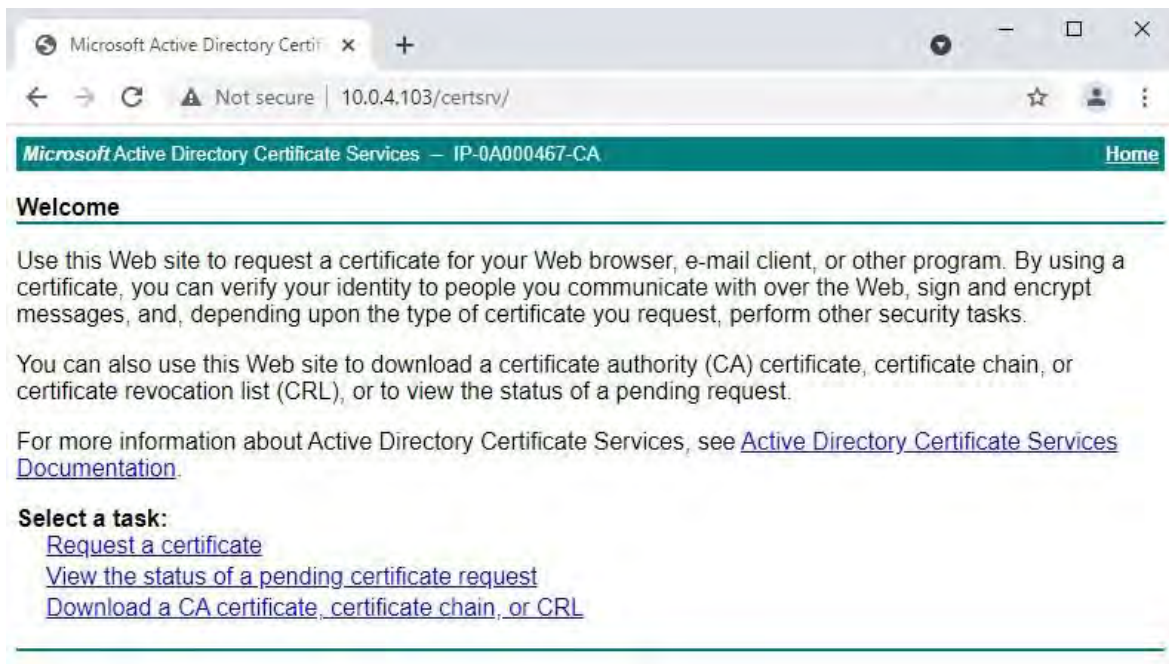 Microsoft Active Directory Certif
Not secure | 10.0.4.103/certsrv/
Microsoft Active Directory Certificate Services -- IP-0A000467-CA Home
Welcome
Use this Web site to request a certificate for your Web browser, e-mail client, or other program. By using a
certificate, you can verify your identity to people you communicate with over the Web, sign and encrypt
messages, and, depending upon the type of certificate you request, perform other security tasks.
You can also use this Web site to download a certificate authority (CA) certificate, certificate chain, or
certificate revocation list (CRL), or to view the status of a pending request.
For more information about Active Directory Certificate Services, see Active Directory Certificate Services
Documentation.
Select a task:
Request a certificate
View the status of a pending certificate request
Download a CA certificate, certificate chain, or CRL